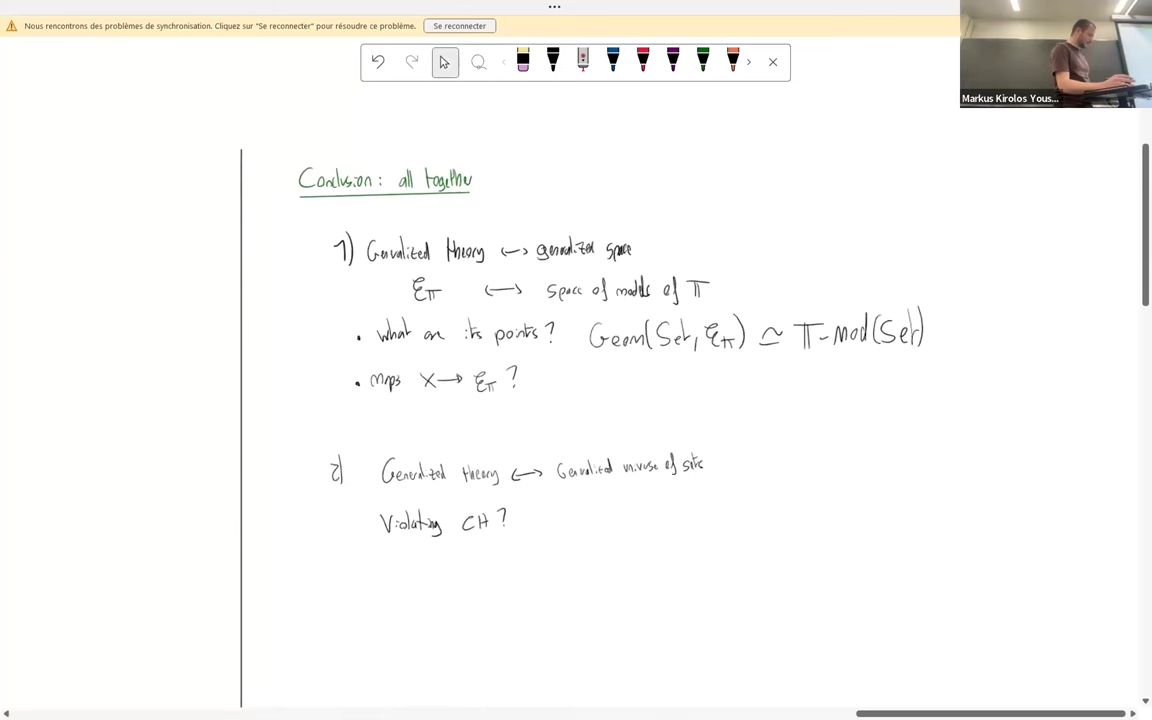 Nous rencontrons des problèmes de synchronisation. Cliquez sur "Se reconnecter" pour résoudre ce problème. Se reconnecter
Markus Kirolos Yous...
Conclusion: all together
1) Generalized theory ↔ generalized space
ℰ_𝕋 ↔ space of models of 𝕋
• What are its points? Geom(Set, ℰ_𝕋) ≃ 𝕋-Mod(Set)
• Maps X → ℰ_𝕋?
2) Generalized theory ↔ Generalized universe of sets
Violating CH?